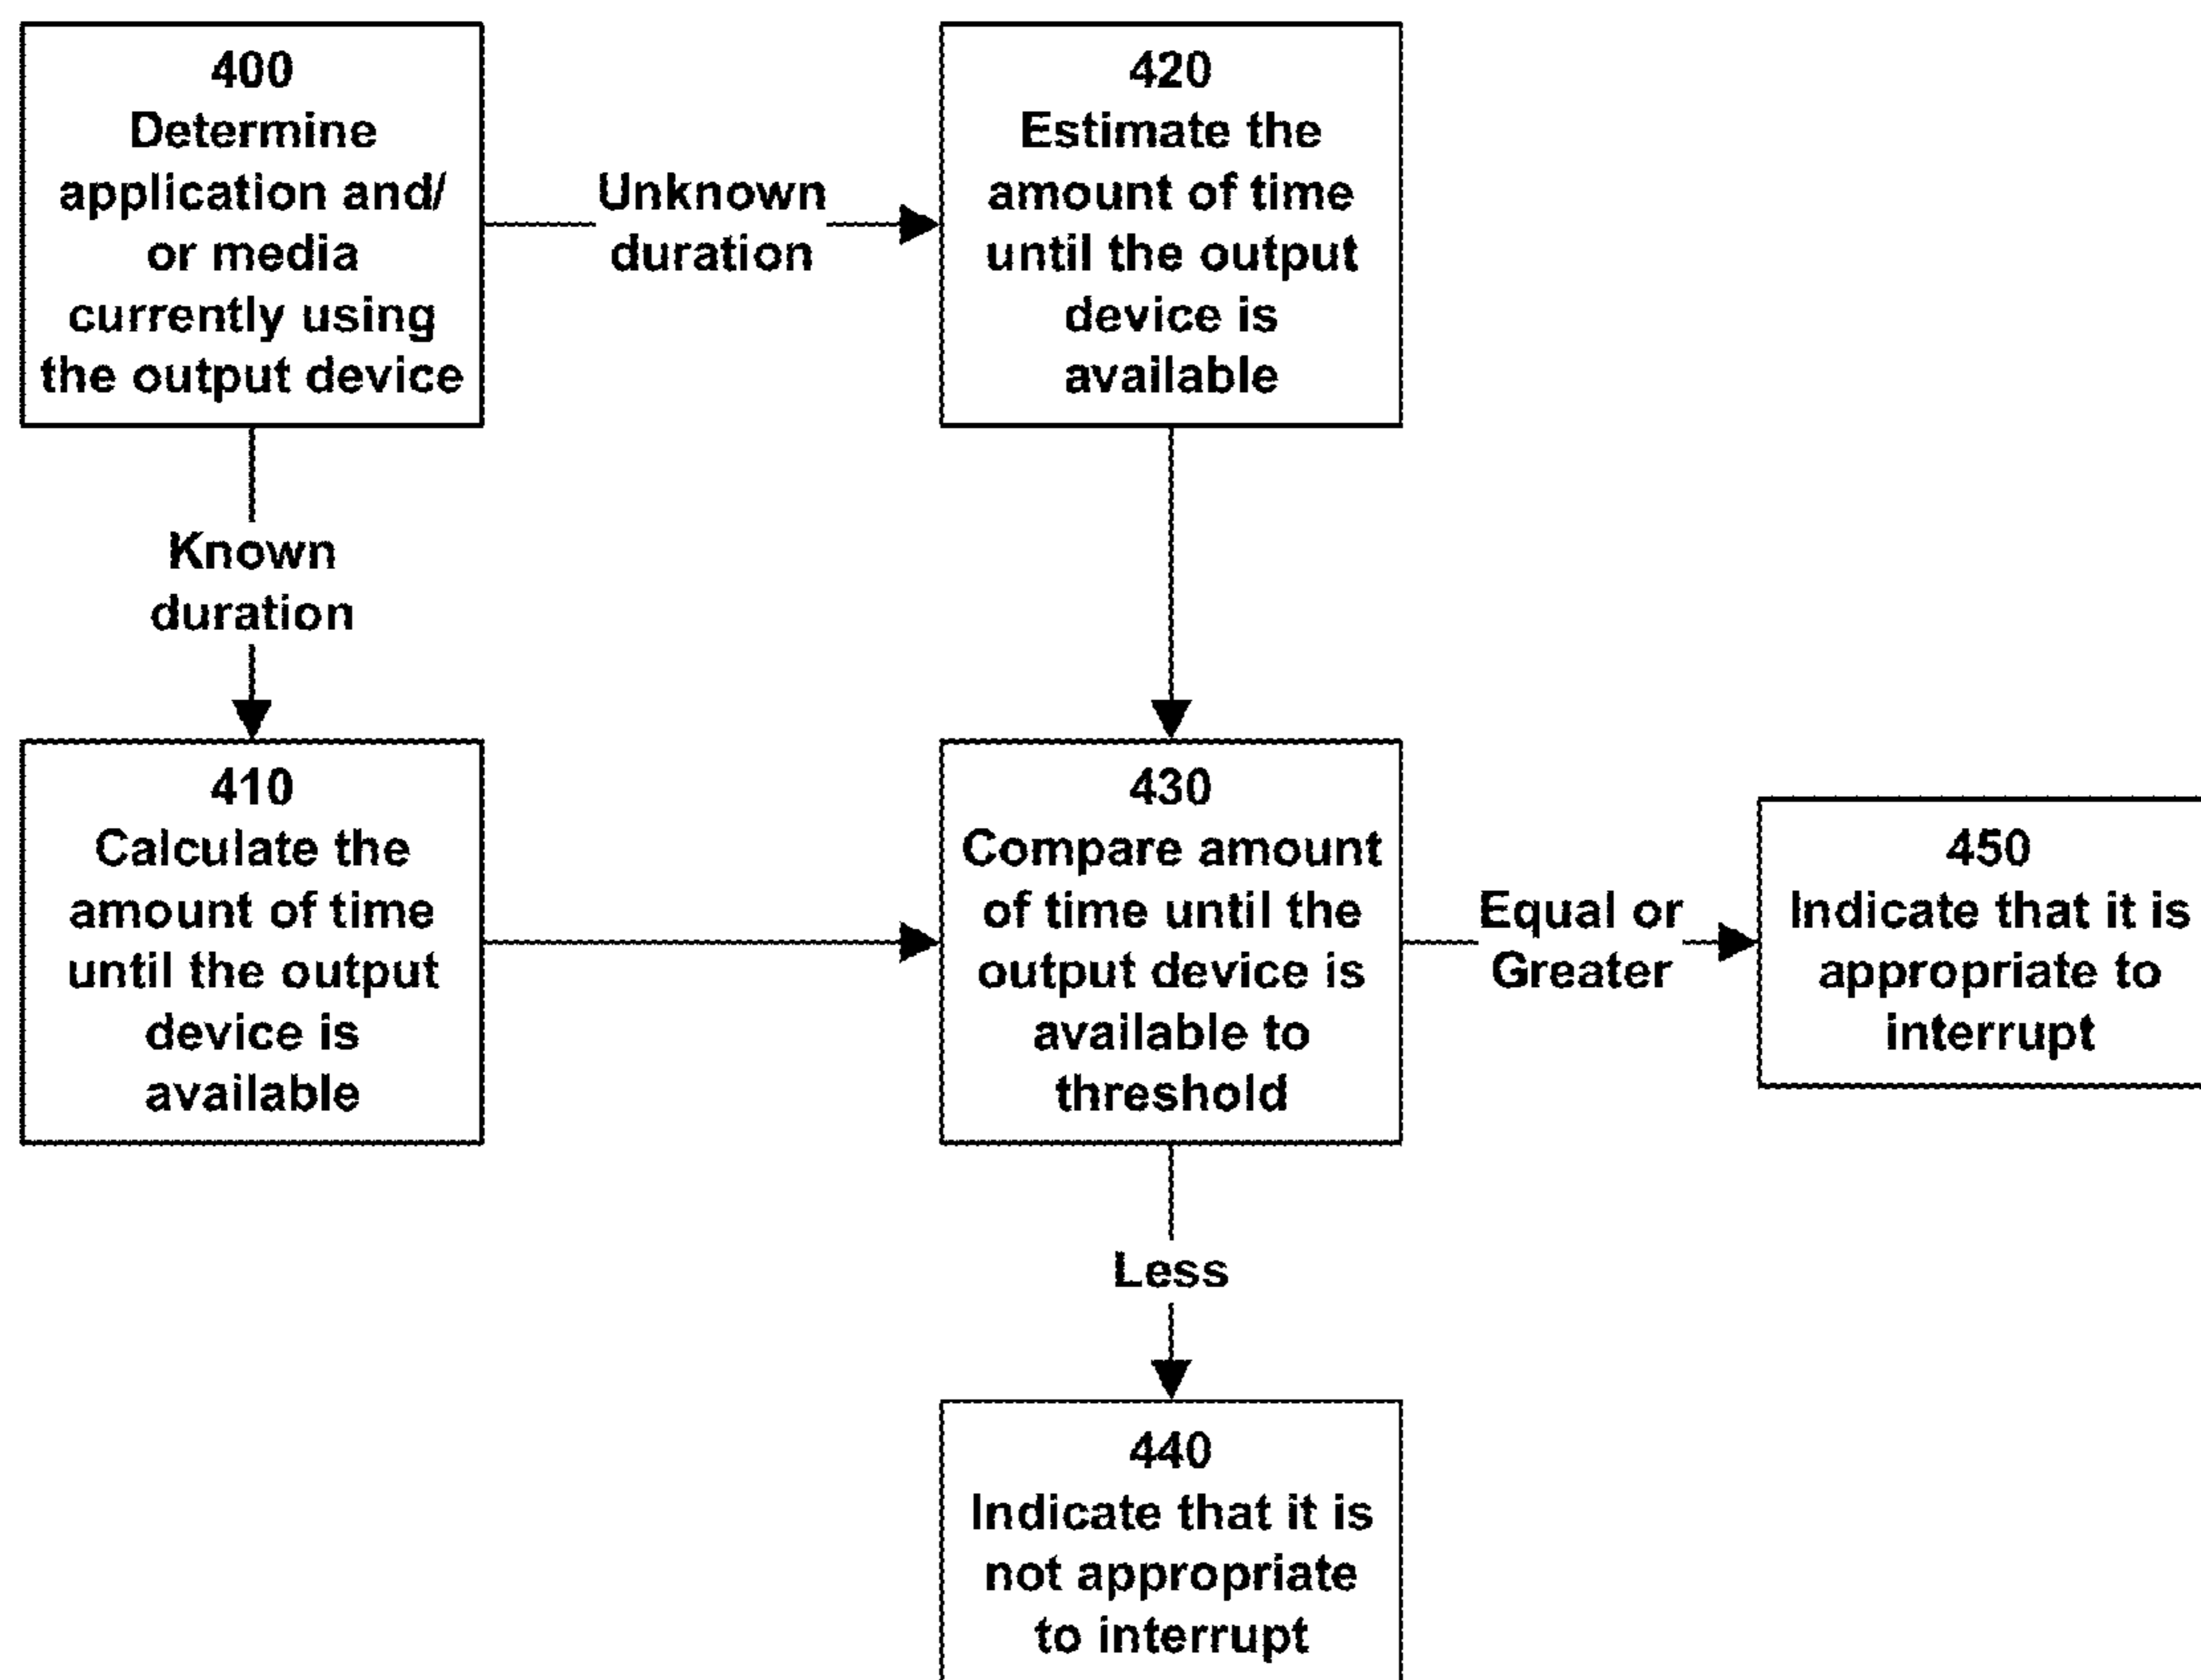 400
Determine
application and/
or media
currently using
the output device
Unknown
duration
420
Estimate the
amount of time
until the output
device is
available
Known
duration
410
Calculate the
amount of time
until the output
device is
available
430
Compare amount
of time until the
output device is
available to
threshold
Equal or
Greater
450
Indicate that it is
appropriate to
interrupt
Less
440
Indicate that it is
not appropriate
to interrupt